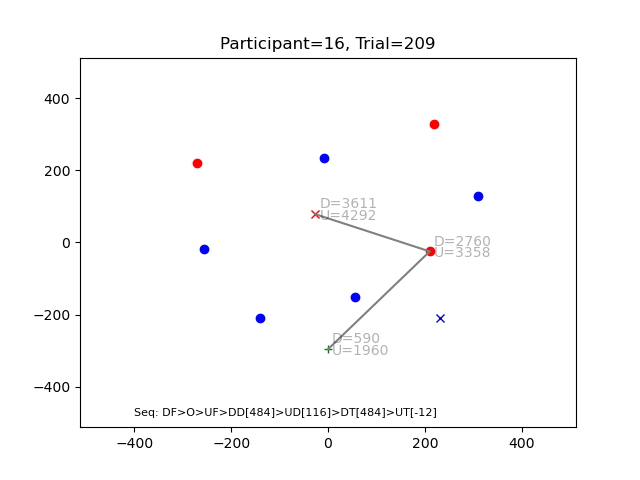 Participant=16, Trial=209
400
200
0
−200
−400
D=3611
U=4292
D=2760
U=3358
D=590
U=1960
Seq: DF>O>UF>DD[484]>UD[116]>DT[484]>UT[-12]
−400 −200 0 200 400